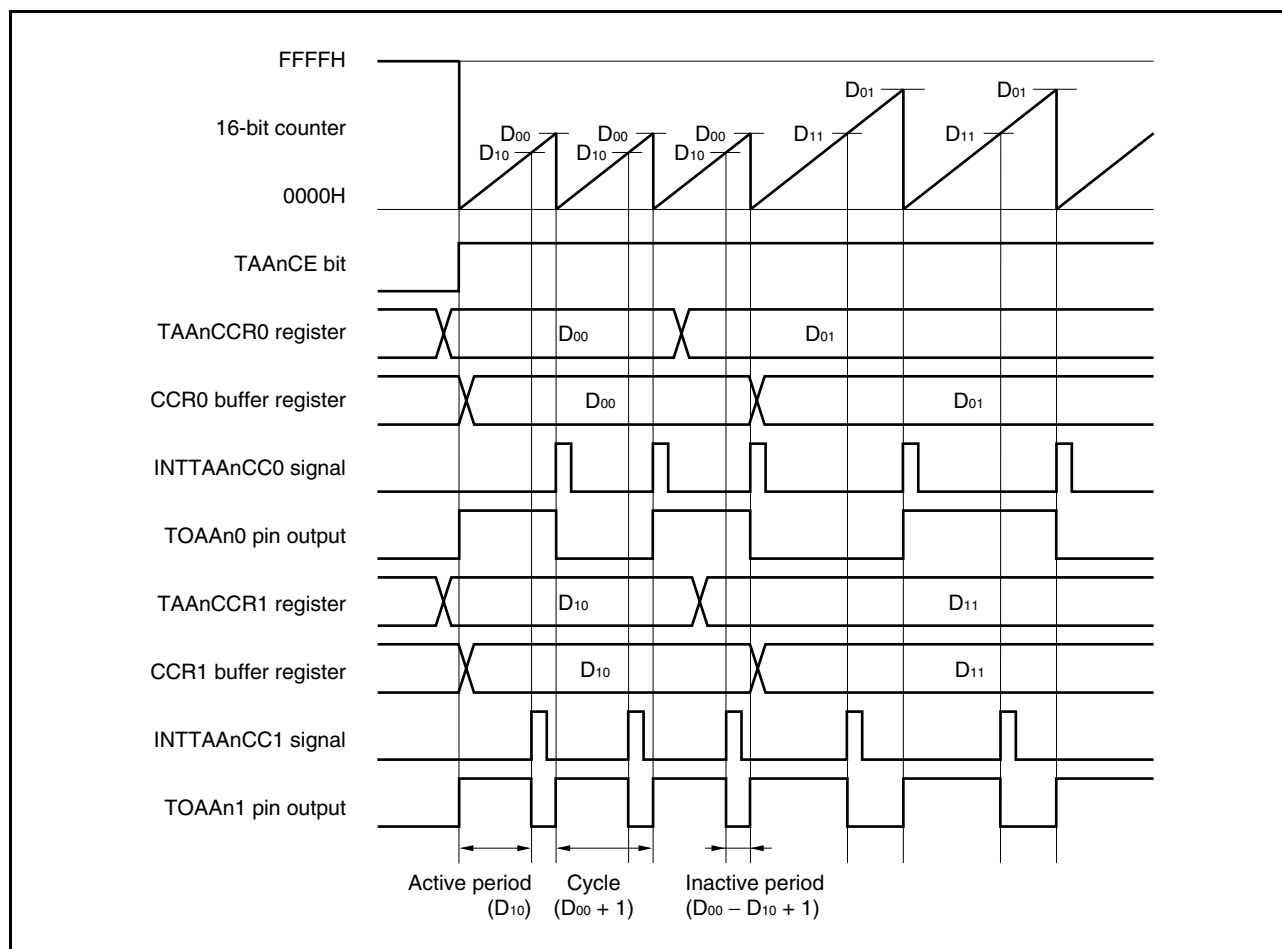 FFFFH
D01
D01
16-bit counter
D00
D00
D00
D11
D11
D10
D10
D10
0000H
TAAnCE bit
TAAnCCR0 register
D00
D01
CCR0 buffer register
D00
D01
INTTAAnCC0 signal
TOAAn0 pin output
TAAnCCR1 register
D10
D11
CCR1 buffer register
D10
D11
INTTAAnCC1 signal
TOAAn1 pin output
Active period
(D10)
Cycle
(D00 + 1)
Inactive period
(D00 − D10 + 1)